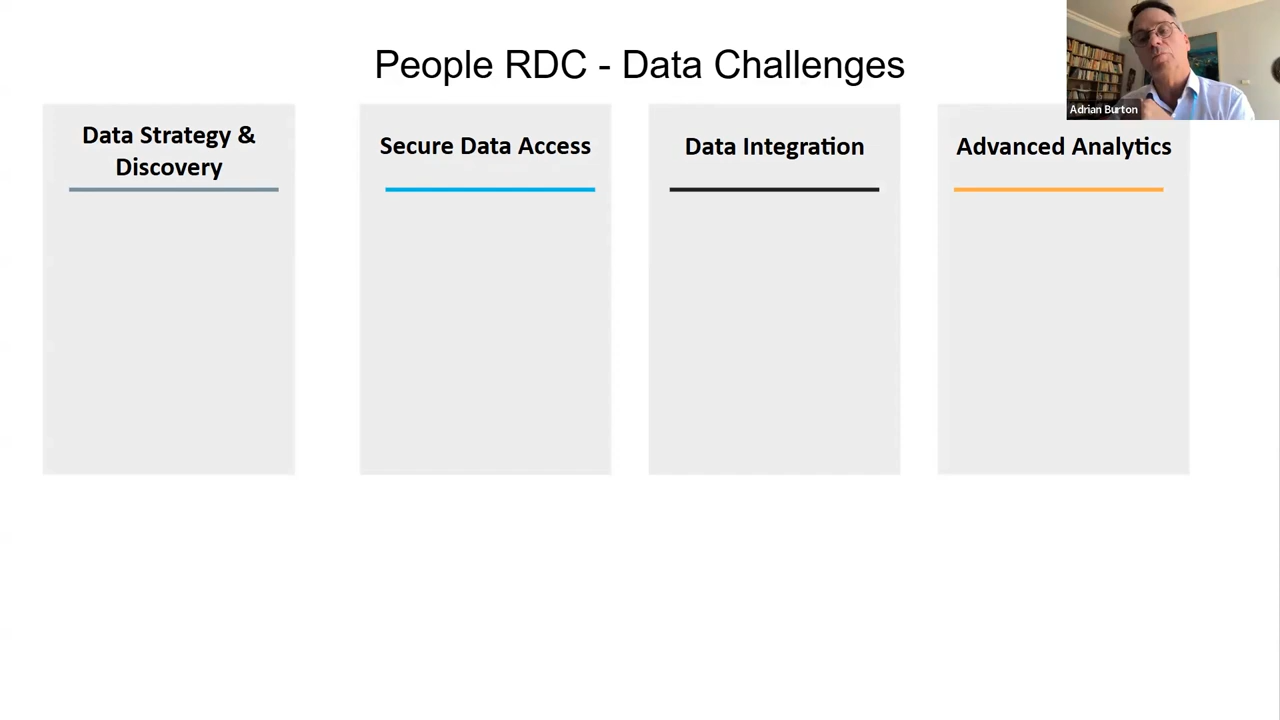 People RDC - Data Challenges
Adrian Burton
Data Strategy &
Discovery
Secure Data Access
Data Integration
Advanced Analytics